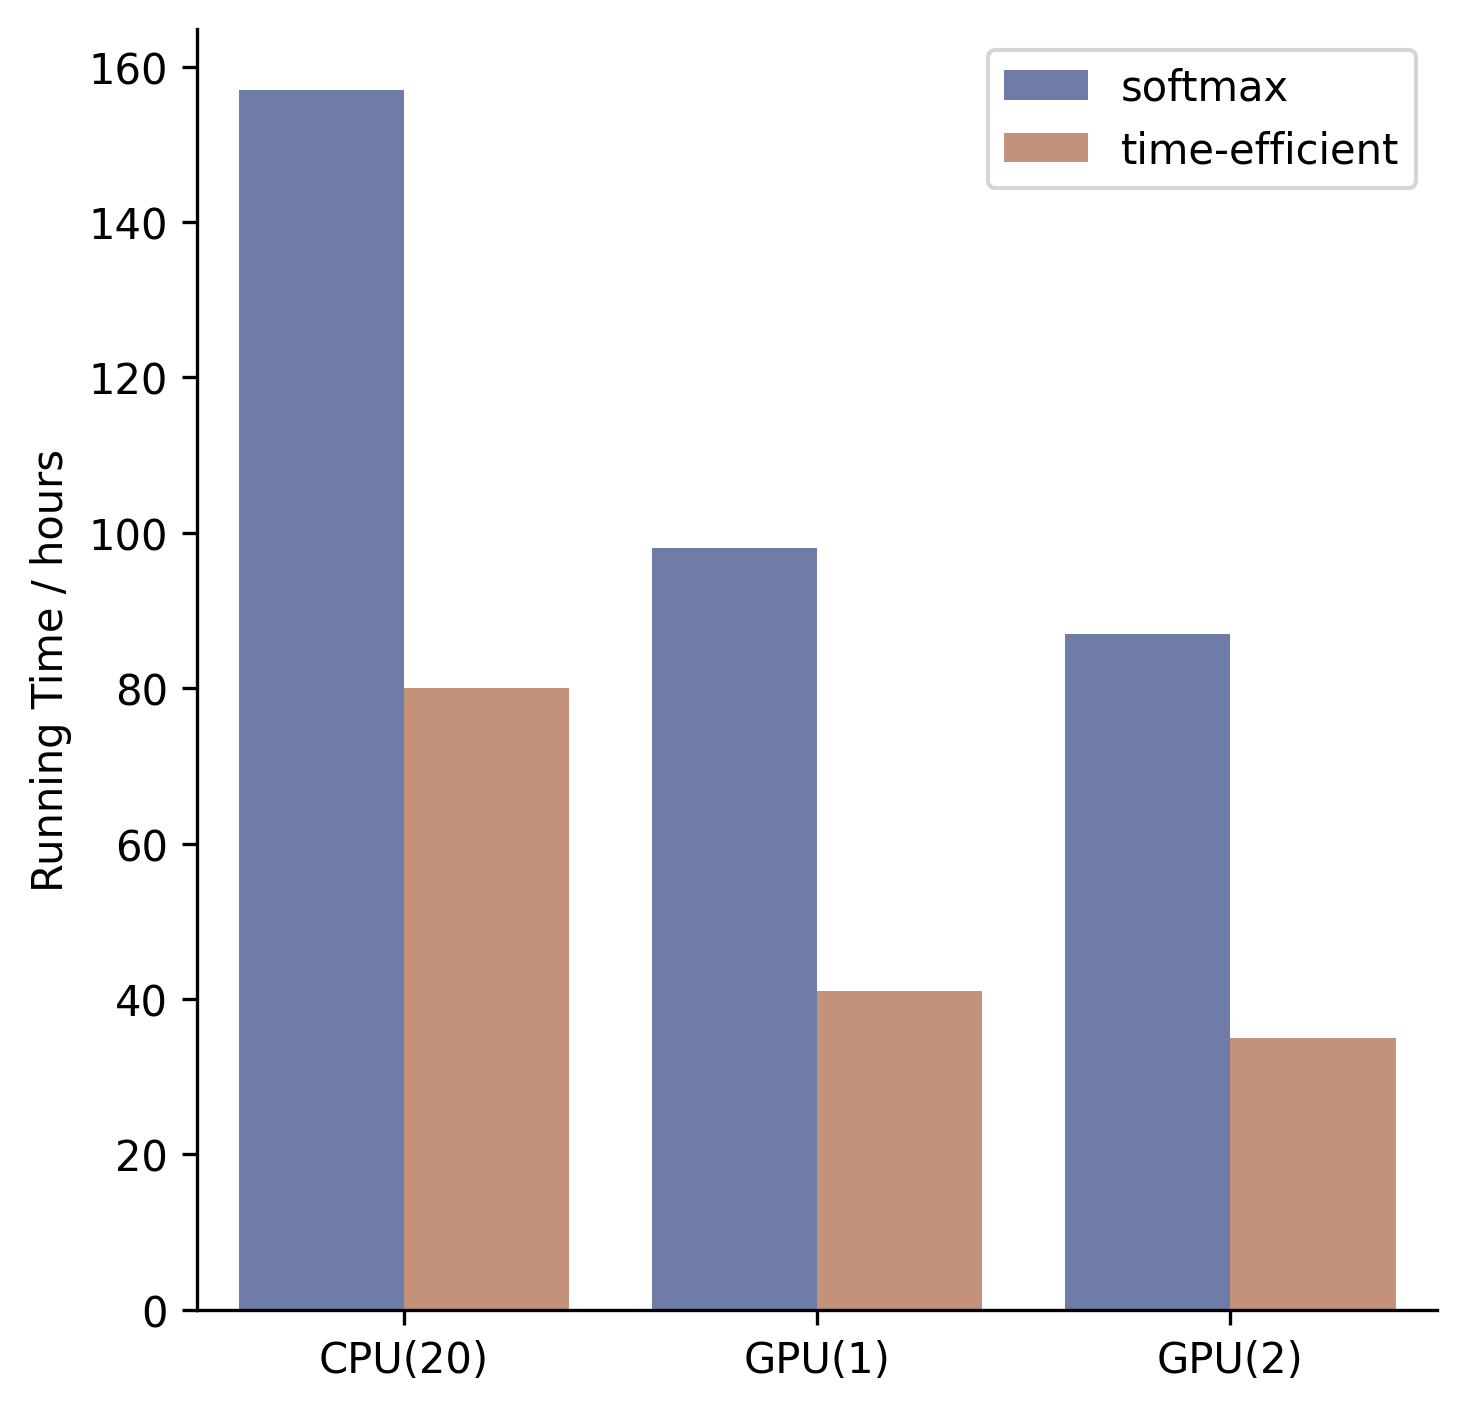 softmax
time-efficient
Running Time / hours
160
140
120
100
80
60
40
20
0
CPU(20)
GPU(1)
GPU(2)